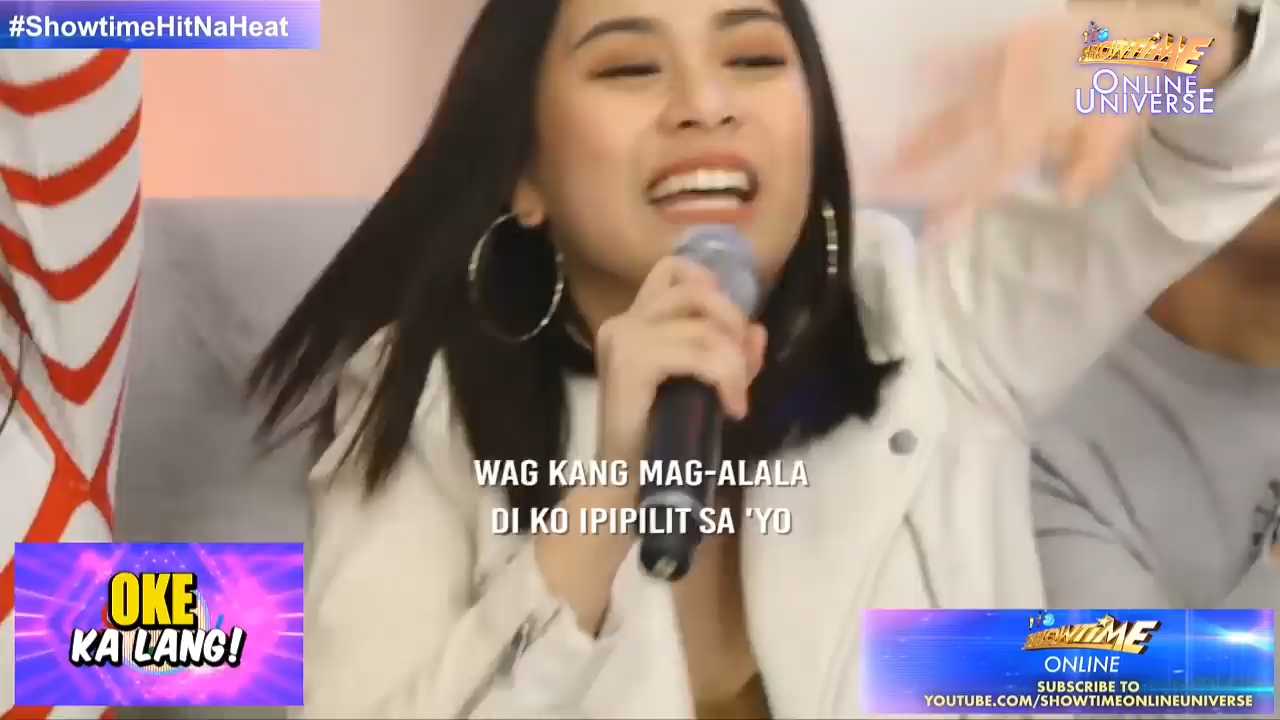 #ShowtimeHitNaHeat
SHOWTIME
ONLINE
UNIVERSE
WAG KANG MAG-ALALA
DI KO IPIPILIT SA 'YO
OKE
KA LANG!
SHOWTIME
ONLINE
SUBSCRIBE TO
YOUTUBE.COM/SHOWTIMEONLINEUNIVERSE